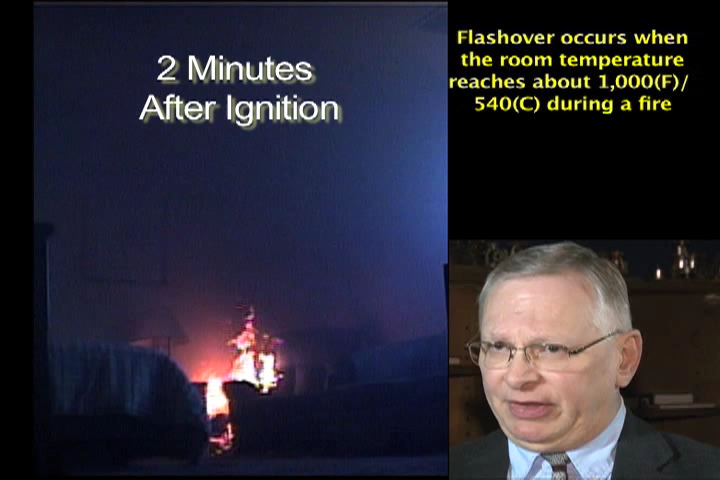 2 Minutes
After Ignition
Flashover occurs when
the room temperature
reaches about 1,000(F)/
540(C) during a fire